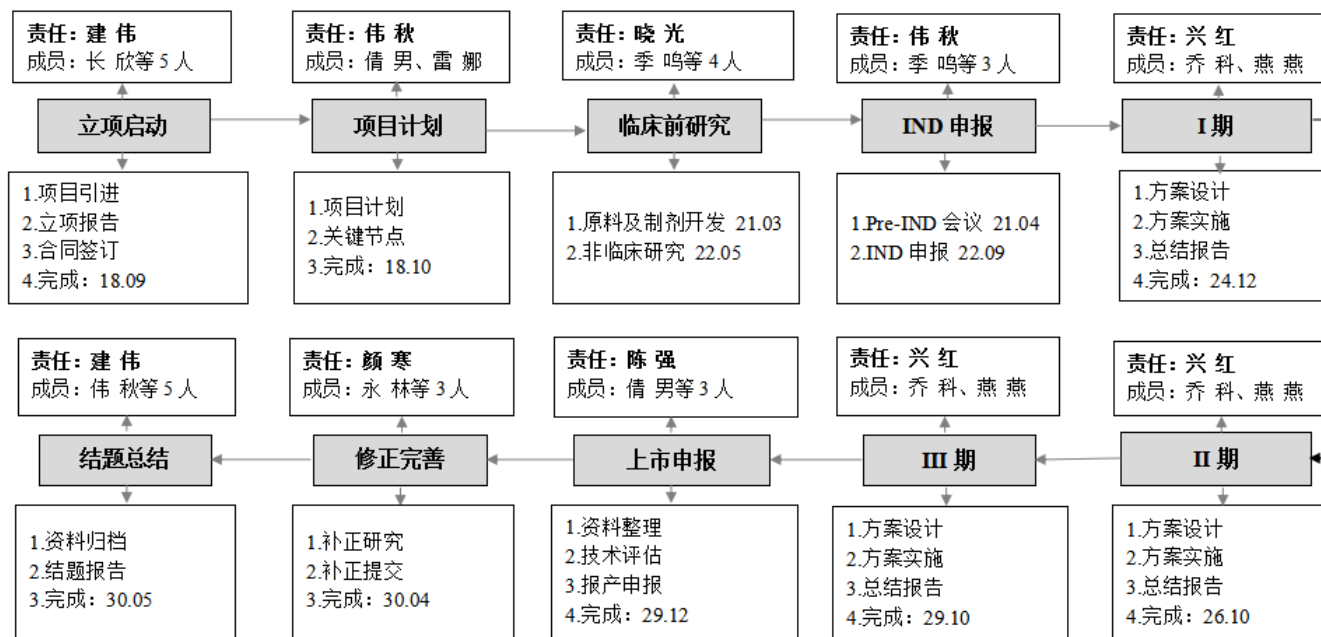 责任：建 伟
成员：长 欣等 5 人
立项启动
1.项目引进
2.立项报告
3.合同签订
4.完成：18.09
责任：伟 秋
成员：倩 男、雷 娜
项目计划
1.项目计划
2.关键节点
3.完成：18.10
责任：晓 光
成员：季 鸣等 4 人
临床前研究
1.原料及制剂开发 21.03
2.非临床研究 22.05
责任：伟 秋
成员：季 鸣等 3 人
IND 申报
1.Pre-IND 会议 21.04
2.IND 申报 22.09
责任：兴 红
成员：乔 科、燕 燕
I 期
1.方案设计
2.方案实施
3.总结报告
4.完成：24.12
责任：兴 红
成员：乔 科、燕 燕
II 期
1.方案设计
2.方案实施
3.总结报告
4.完成：26.10
责任：兴 红
成员：乔 科、燕 燕
III 期
1.方案设计
2.方案实施
3.总结报告
4.完成：29.10
责任：陈 强
成员：倩 男等 3 人
上市申报
1.资料整理
2.技术评估
3.报产申报
4.完成：29.12
责任：颜 寒
成员：永 林等 3 人
修正完善
1.补正研究
2.补正提交
3.完成：30.04
责任：建 伟
成员：伟 秋等 5 人
结题总结
1.资料归档
2.结题报告
3.完成：30.05